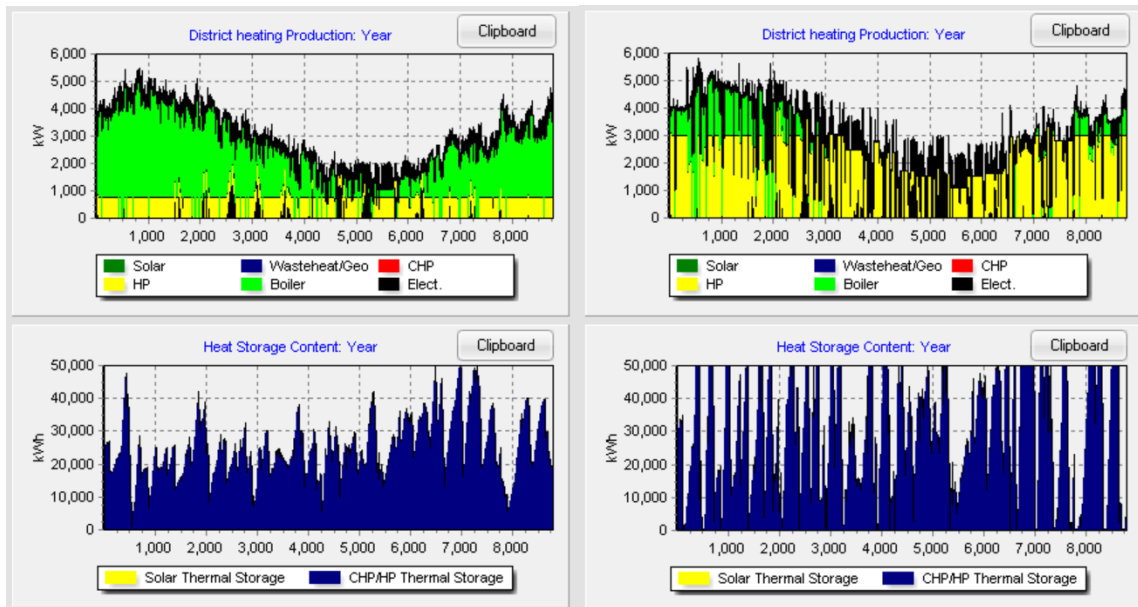 District heating Production: Year
Clipboard
6,000
5,000
4,000
3,000
2,000
1,000
0
kW
1,000 2,000 3,000 4,000 5,000 6,000 7,000 8,000
Solar Wasteheat/Geo CHP
HP Boiler Elect.
District heating Production: Year
Clipboard
6,000
5,000
4,000
3,000
2,000
1,000
0
kW
1,000 2,000 3,000 4,000 5,000 6,000 7,000 8,000
Solar Wasteheat/Geo CHP
HP Boiler Elect.
Heat Storage Content: Year
Clipboard
50,000
40,000
30,000
20,000
10,000
0
kWh
1,000 2,000 3,000 4,000 5,000 6,000 7,000 8,000
Solar Thermal Storage CHP/HP Thermal Storage
Heat Storage Content: Year
Clipboard
50,000
40,000
30,000
20,000
10,000
0
kWh
1,000 2,000 3,000 4,000 5,000 6,000 7,000 8,000
Solar Thermal Storage CHP/HP Thermal Storage